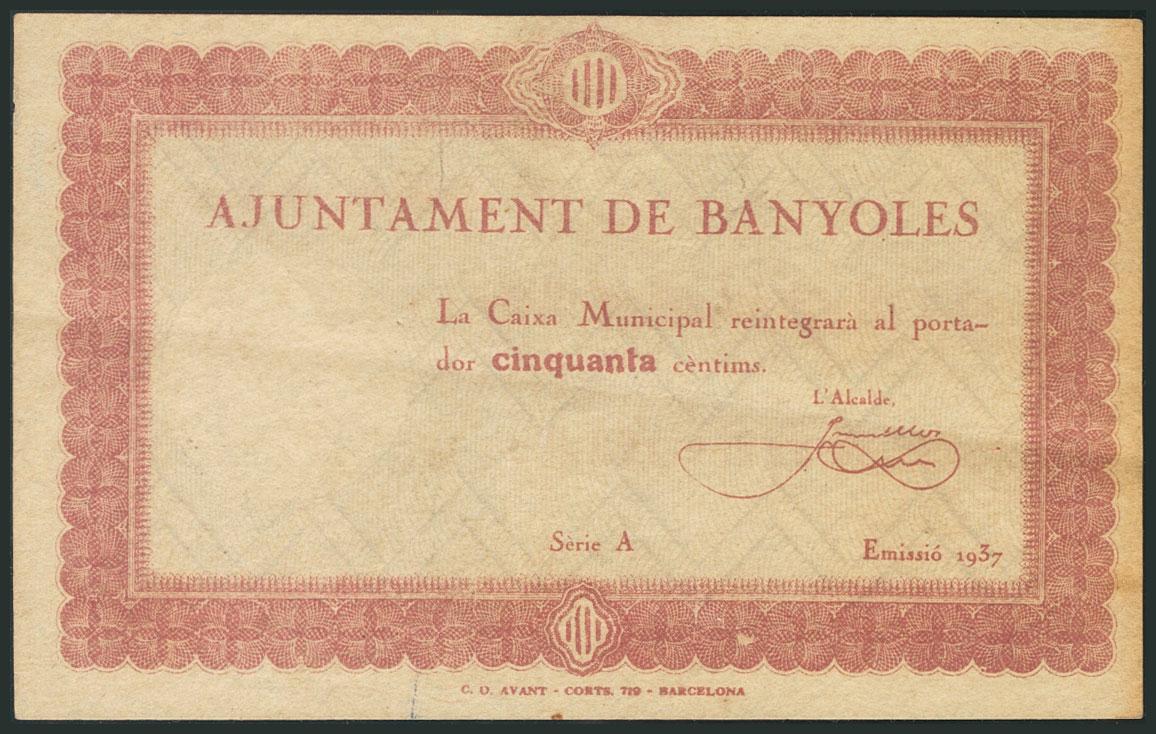 AJUNTAMENT DE BANYOLES
La Caixa Municipal reintegrarà al porta-
dor cinquanta cèntims.
L'Alcalde,
Sèrie A
Emissió 1937
C. O. AVANT - CORTS, 719 - BARCELONA